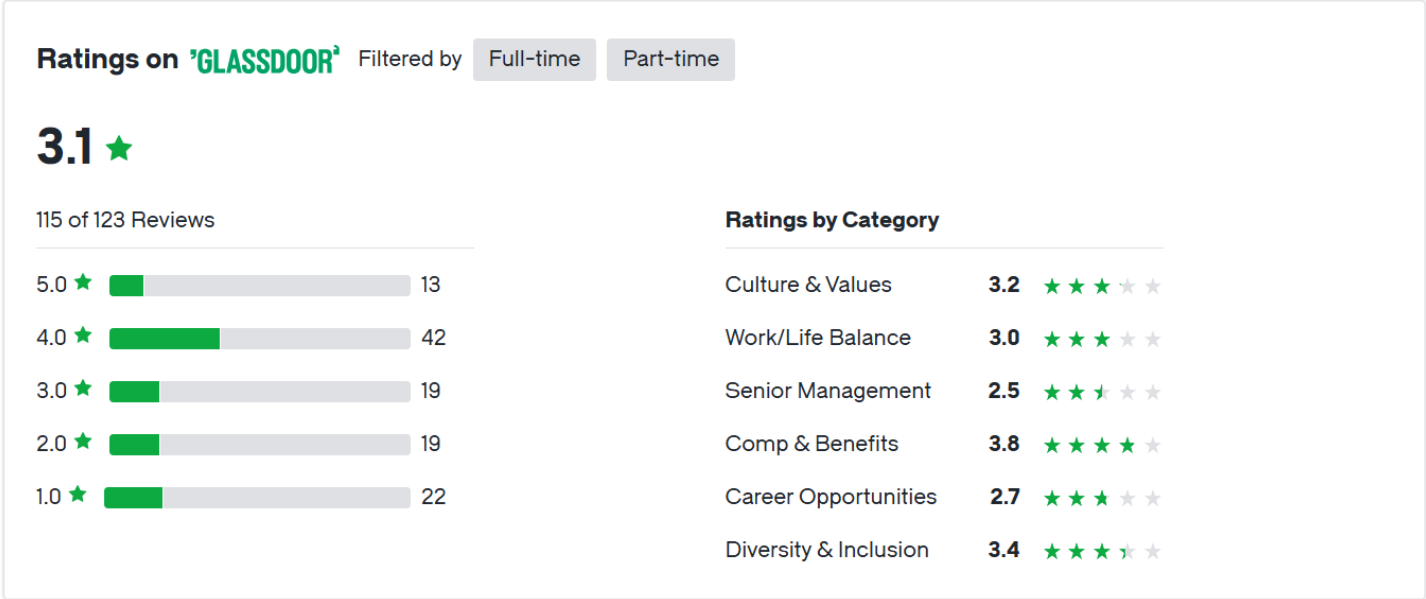 Ratings on GLASSDOOR Filtered by Full-time Part-time
3.1
115 of 123 Reviews
5.0 13
4.0 42
3.0 19
2.0 19
1.0 22
Ratings by Category
Culture & Values 3.2
Work/Life Balance 3.0
Senior Management 2.5
Comp & Benefits 3.8
Career Opportunities 2.7
Diversity & Inclusion 3.4